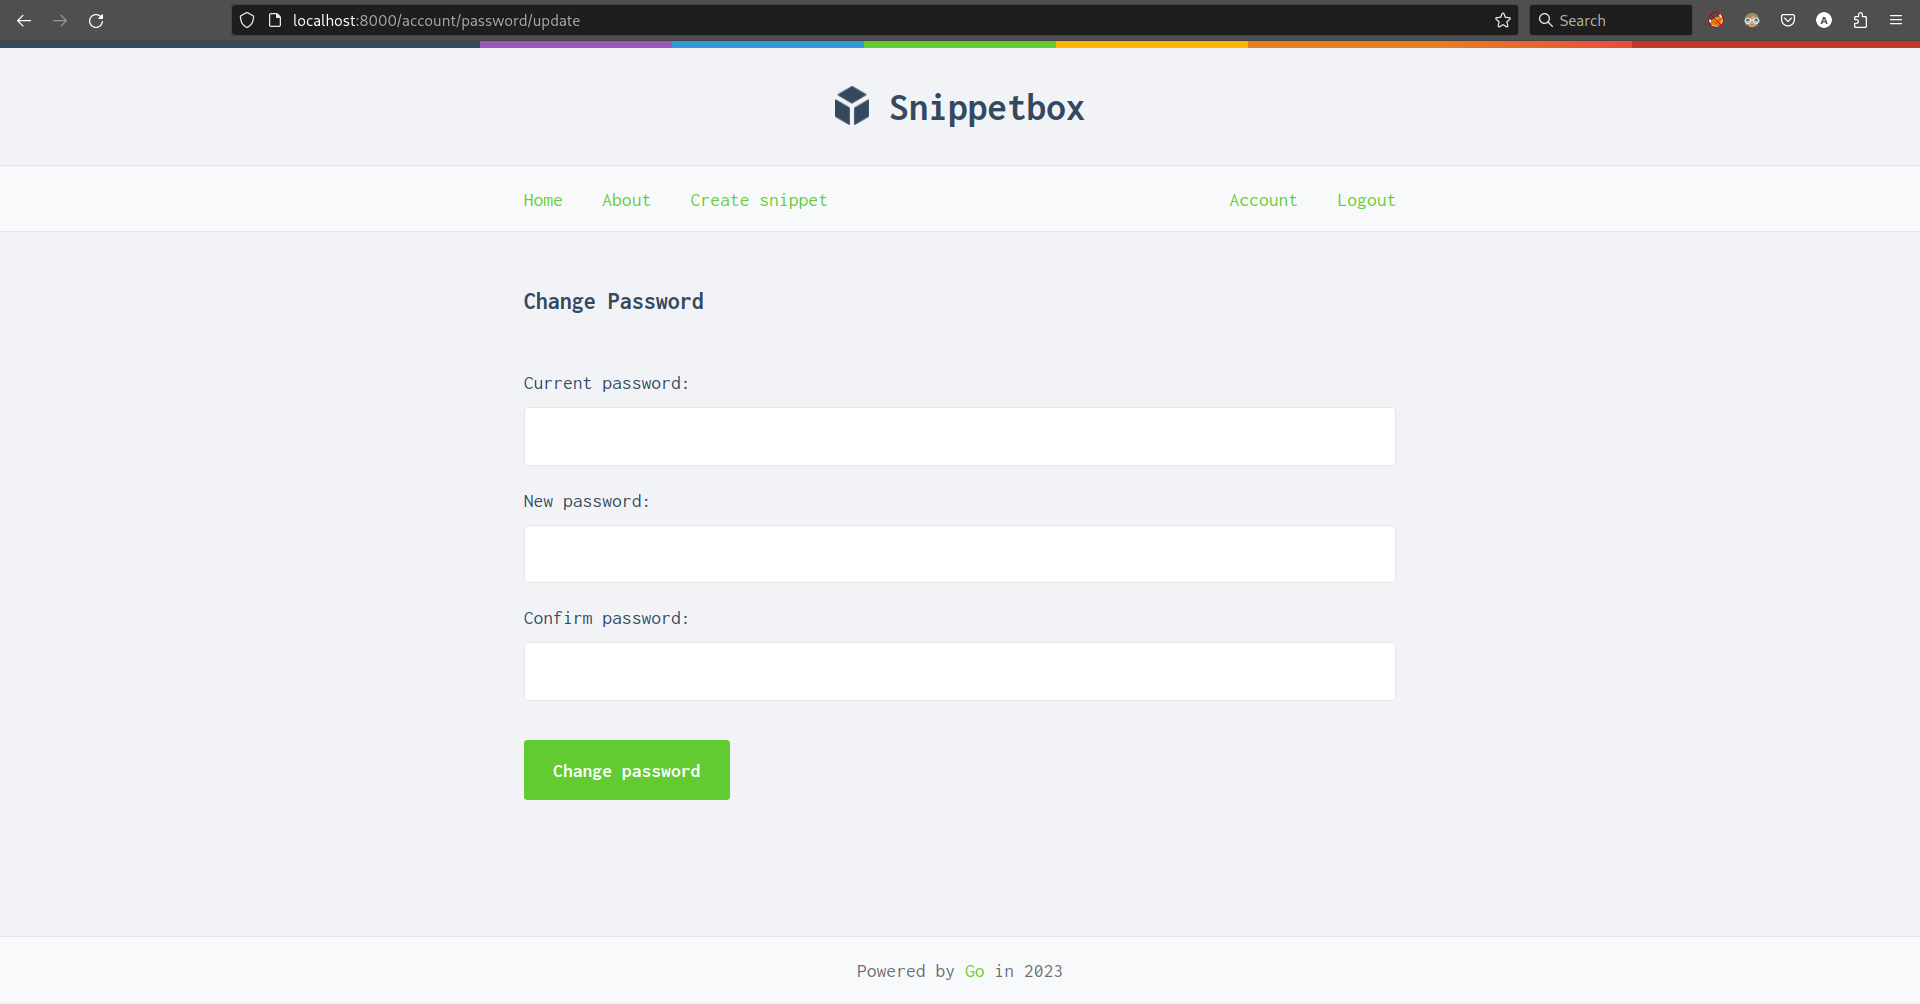 localhost:8000/account/password/update
Search
A
Snippetbox
Home About Create snippet Account Logout
Change Password
Current password:
New password:
Confirm password:
Change password
Powered by Go in 2023